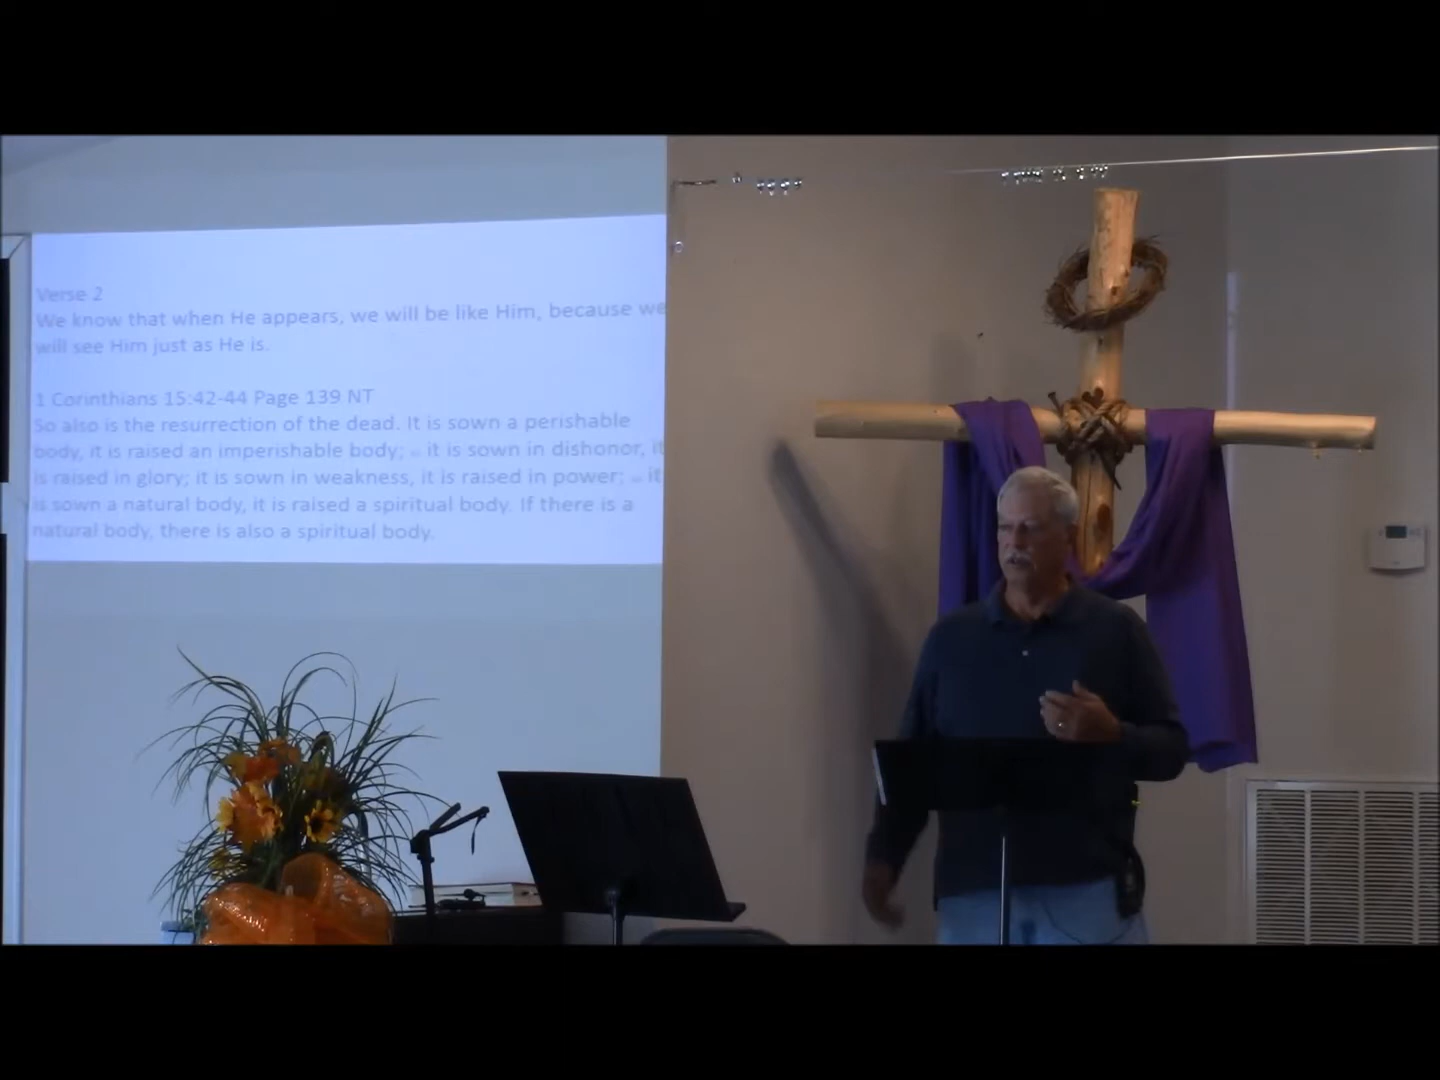 Verse 2
We know that when He appears, we will be like Him, because we
will see Him just as He is.
1 Corinthians 15:42-44 Page 139 NT
So also is the resurrection of the dead. It is sown a perishable
body, it is raised an imperishable body; it is sown in dishonor, it
is raised in glory; it is sown in weakness, it is raised in power; it
is sown a natural body, it is raised a spiritual body. If there is a
natural body, there is also a spiritual body.